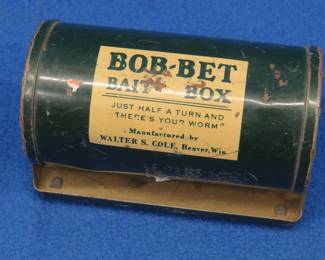 BOB-BET
BAIT BOX
JUST HALF A TURN AND
THERE'S YOUR WORM
Manufactured by
WALTER S. COLE, Beaver, Wis.